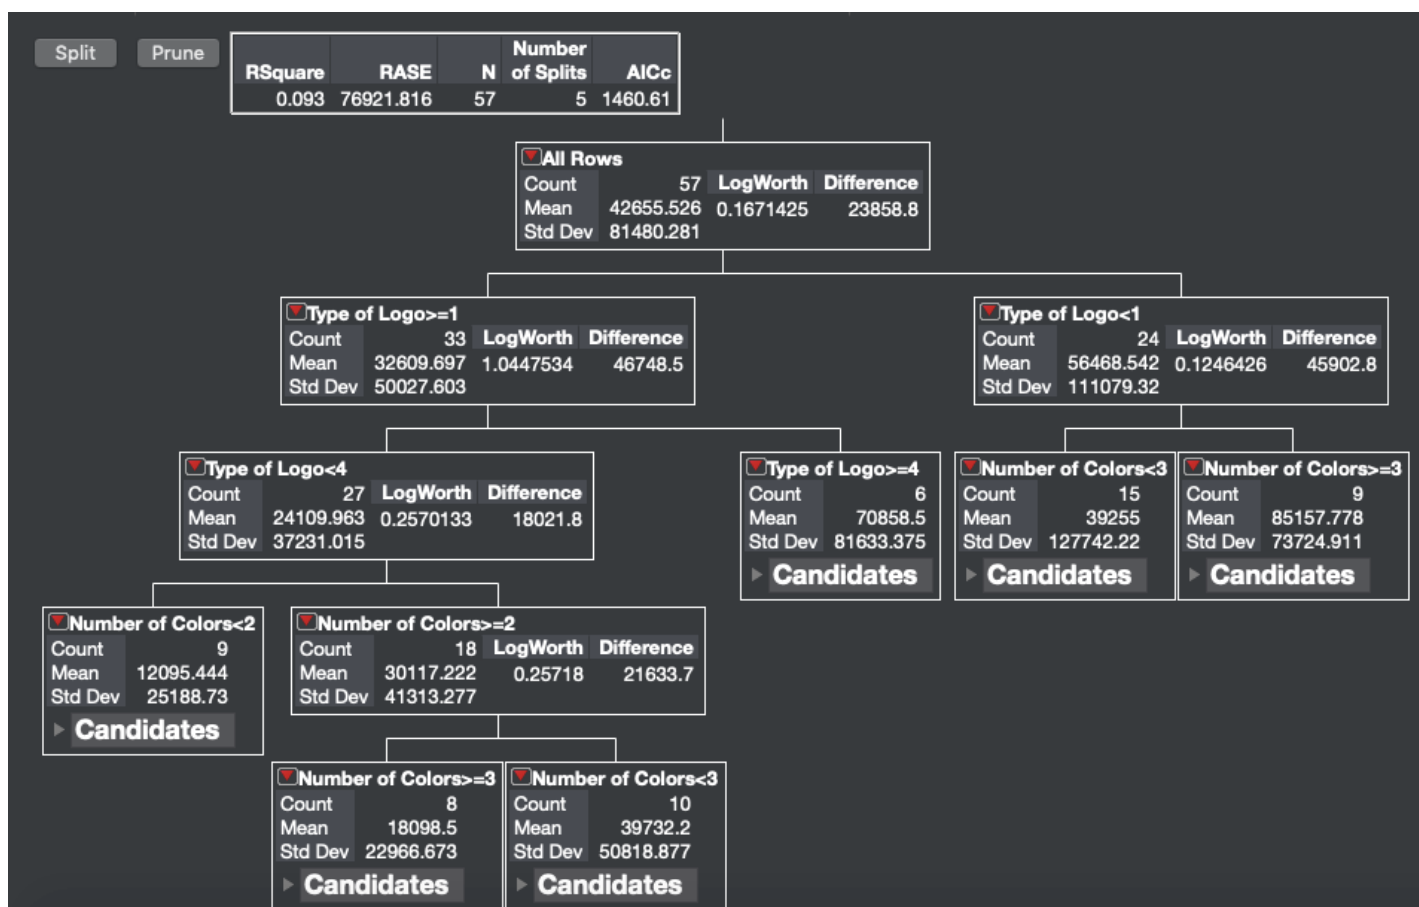 Split Prune
RSquare RASE N Number of Splits AICc
0.093 76921.816 57 5 1460.61
All Rows
Count 57 LogWorth Difference
Mean 42655.526 0.1671425 23858.8
Std Dev 81480.281
Type of Logo>=1
Count 33 LogWorth Difference
Mean 32609.697 1.0447534 46748.5
Std Dev 50027.603
Type of Logo<1
Count 24 LogWorth Difference
Mean 56468.542 0.1246426 45902.8
Std Dev 111079.32
Type of Logo<4
Count 27 LogWorth Difference
Mean 24109.963 0.2570133 18021.8
Std Dev 37231.015
Type of Logo>=4
Count 6
Mean 70858.5
Std Dev 81633.375
Candidates
Number of Colors<3
Count 15
Mean 39255
Std Dev 127742.22
Candidates
Number of Colors>=3
Count 9
Mean 85157.778
Std Dev 73724.911
Candidates
Number of Colors<2
Count 9
Mean 12095.444
Std Dev 25188.73
Candidates
Number of Colors>=2
Count 18 LogWorth Difference
Mean 30117.222 0.25718 21633.7
Std Dev 41313.277
Number of Colors>=3
Count 8
Mean 18098.5
Std Dev 22966.673
Candidates
Number of Colors<3
Count 10
Mean 39732.2
Std Dev 50818.877
Candidates